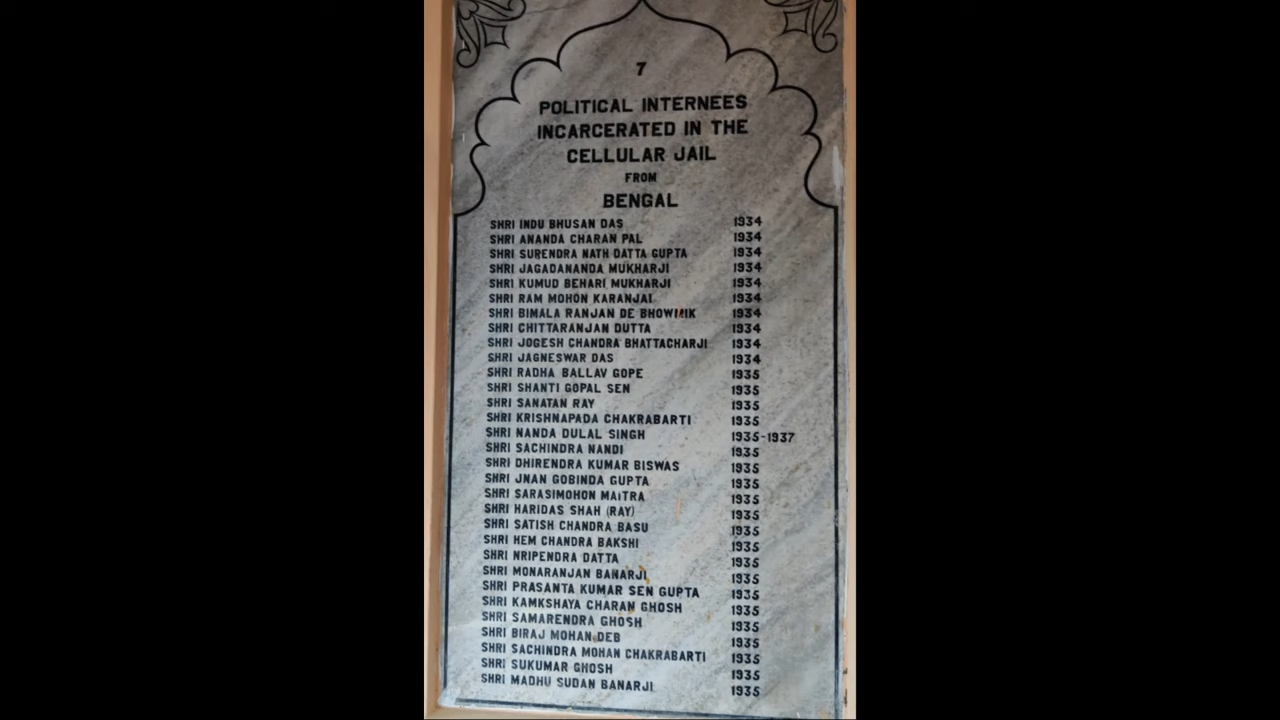 7
POLITICAL INTERNEES
INCARCERATED IN THE
CELLULAR JAIL
FROM
BENGAL
SHRI INDU BHUSAN DAS 1934
SHRI ANANDA CHARAN PAL 1934
SHRI SURENDRA NATH DATTA GUPTA 1934
SHRI JAGADANANDA MUKHARJI 1934
SHRI KUMUD BEHARI MUKHARJI 1934
SHRI RAM MOHON KARANJAI 1934
SHRI BIMALA RANJAN DE BHOWMIK 1934
SHRI CHITTARANJAN DUTTA 1934
SHRI JOGESH CHANDRA BHATTACHARJI 1934
SHRI JAGNESWAR DAS 1934
SHRI RADHA BALLAV GOPE 1935
SHRI SHANTI GOPAL SEN 1935
SHRI SANATAN RAY 1935
SHRI KRISHNAPADA CHAKRABARTI 1935
SHRI NANDA DULAL SINGH 1935-1937
SHRI SACHINDRA NANDI 1935
SHRI DHIRENDRA KUMAR BISWAS 1935
SHRI JNAN GOBINDA GUPTA 1935
SHRI SARASIMOHON MAITRA 1935
SHRI HARIDAS SHAH (RAY) 1935
SHRI SATISH CHANDRA BASU 1935
SHRI HEM CHANDRA BAKSHI 1935
SHRI NRIPENDRA DATTA 1935
SHRI MONARANJAN BANARJI 1935
SHRI PRASANTA KUMAR SEN GUPTA 1935
SHRI KAMKSHAYA CHARAN GHOSH 1935
SHRI SAMARENDRA GHOSH 1935
SHRI BIRAJ MOHAN DEB 1935
SHRI SACHINDRA MOHAN CHAKRABARTI 1935
SHRI SUKUMAR GHOSH 1935
SHRI MADHU SUDAN BANARJI 1935